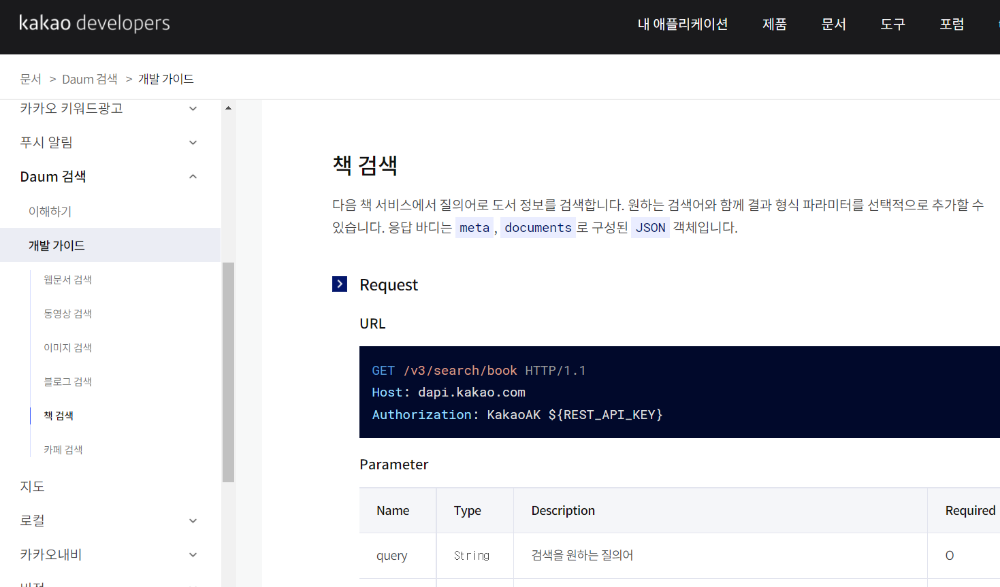 kakao developers
내 애플리케이션 제품 문서 도구 포럼
문서 > Daum 검색 > 개발 가이드
카카오 키워드광고
푸시 알림
Daum 검색
이해하기
개발 가이드
웹문서 검색
동영상 검색
이미지 검색
블로그 검색
책 검색
카페 검색
지도
로컬
카카오내비
책 검색
다음 책 서비스에서 질의어로 도서 정보를 검색합니다. 원하는 검색어와 함께 결과 형식 파라미터를 선택적으로 추가할 수
있습니다. 응답 바디는 meta, documents로 구성된 JSON 객체입니다.
Request
URL
GET /v3/search/book HTTP/1.1
Host: dapi.kakao.com
Authorization: KakaoAK ${REST_API_KEY}
Parameter
Name Type Description Required
query String 검색을 원하는 질의어 O